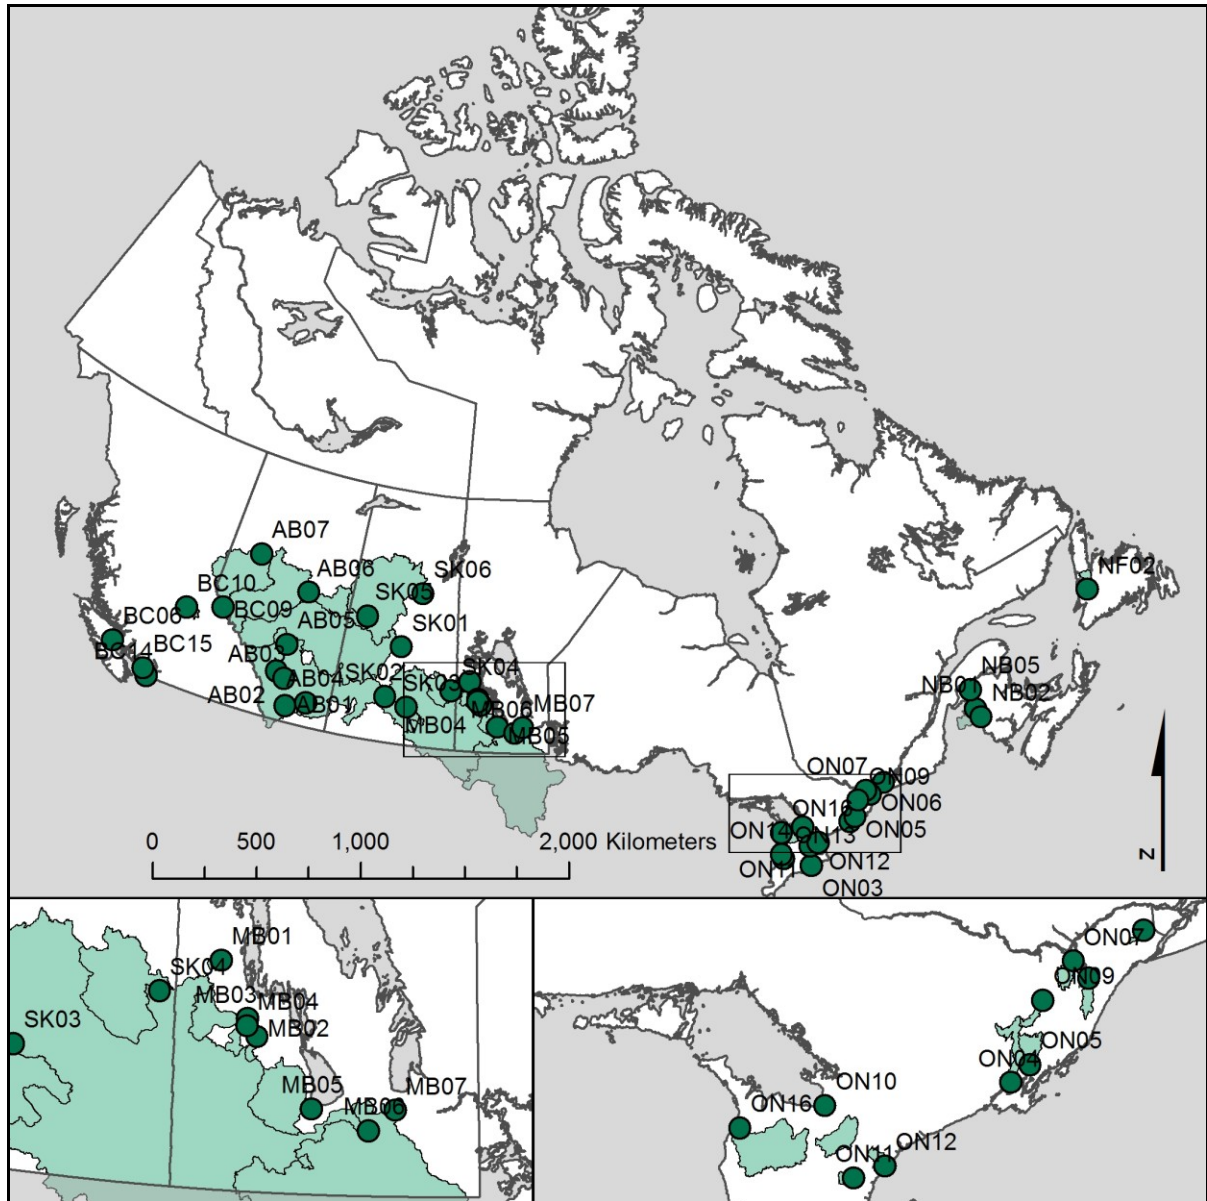 AB07
AB06
SK06
BC10
SK05
NF02
BC09
AB05
BC06
SK01
BC14
BC15
AB03
SK02
SK04
NB05
AB04
SK03
NB01
NB02
AB02
AB01
MB06
MB07
MB04
MB05
ON07
ON09
ON16
ON06
ON14
ON13
ON05
0 500 1,000 2,000 Kilometers
ON11
ON12
ON03
N
MB01
SK04
MB03
MB04
SK03
MB02
MB05
MB07
MB06
ON07
ON09
ON05
ON04
ON10
ON16
ON12
ON11